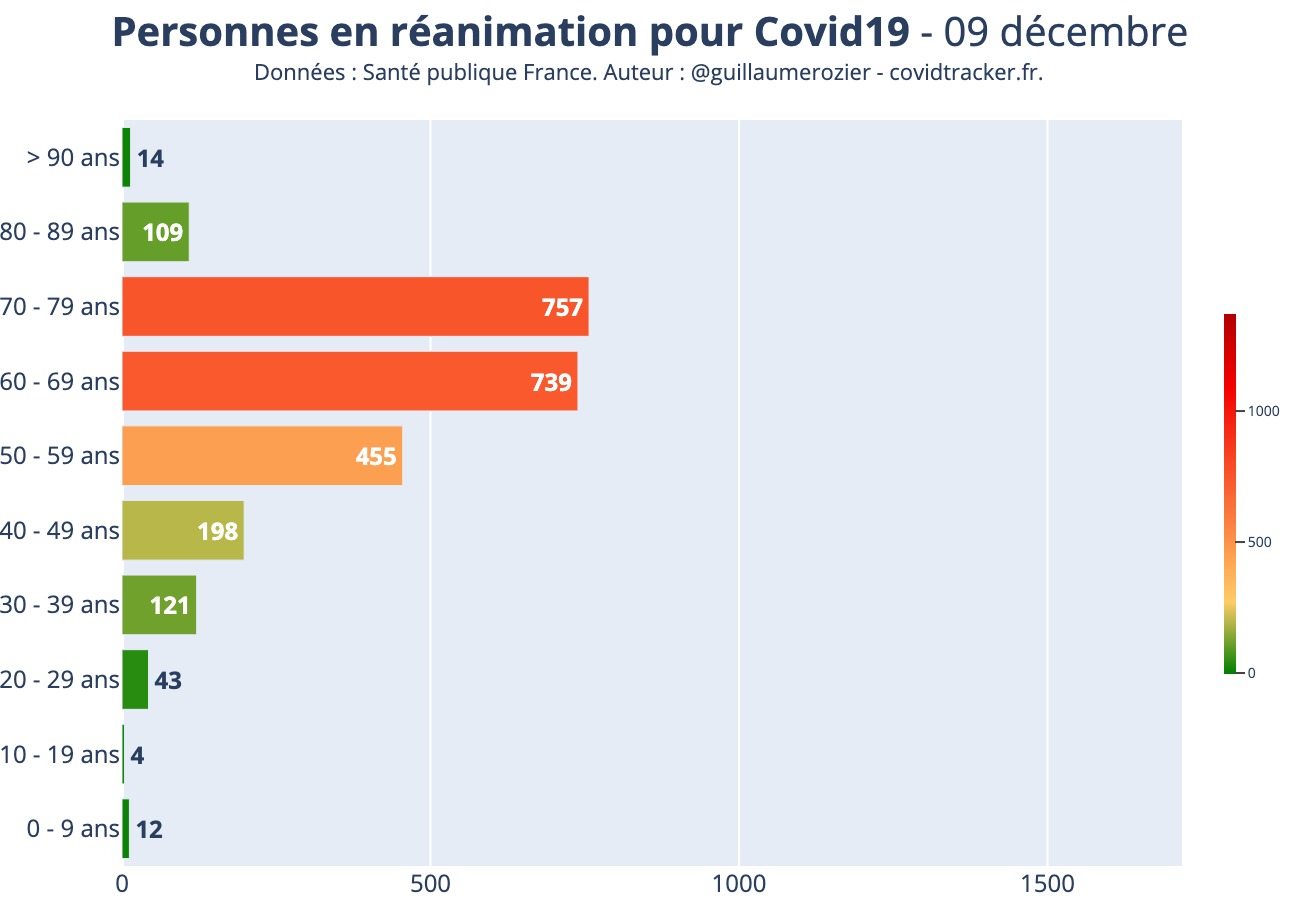 Personnes en réanimation pour Covid19 - 09 décembre
Données : Santé publique France. Auteur : @guillaumerozier - covidtracker.fr.
> 90 ans 14
80 - 89 ans 109
70 - 79 ans 757
60 - 69 ans 739
50 - 59 ans 455
40 - 49 ans 198
30 - 39 ans 121
20 - 29 ans 43
10 - 19 ans 4
0 - 9 ans 12
0 500 1000 1500
1000
500
0